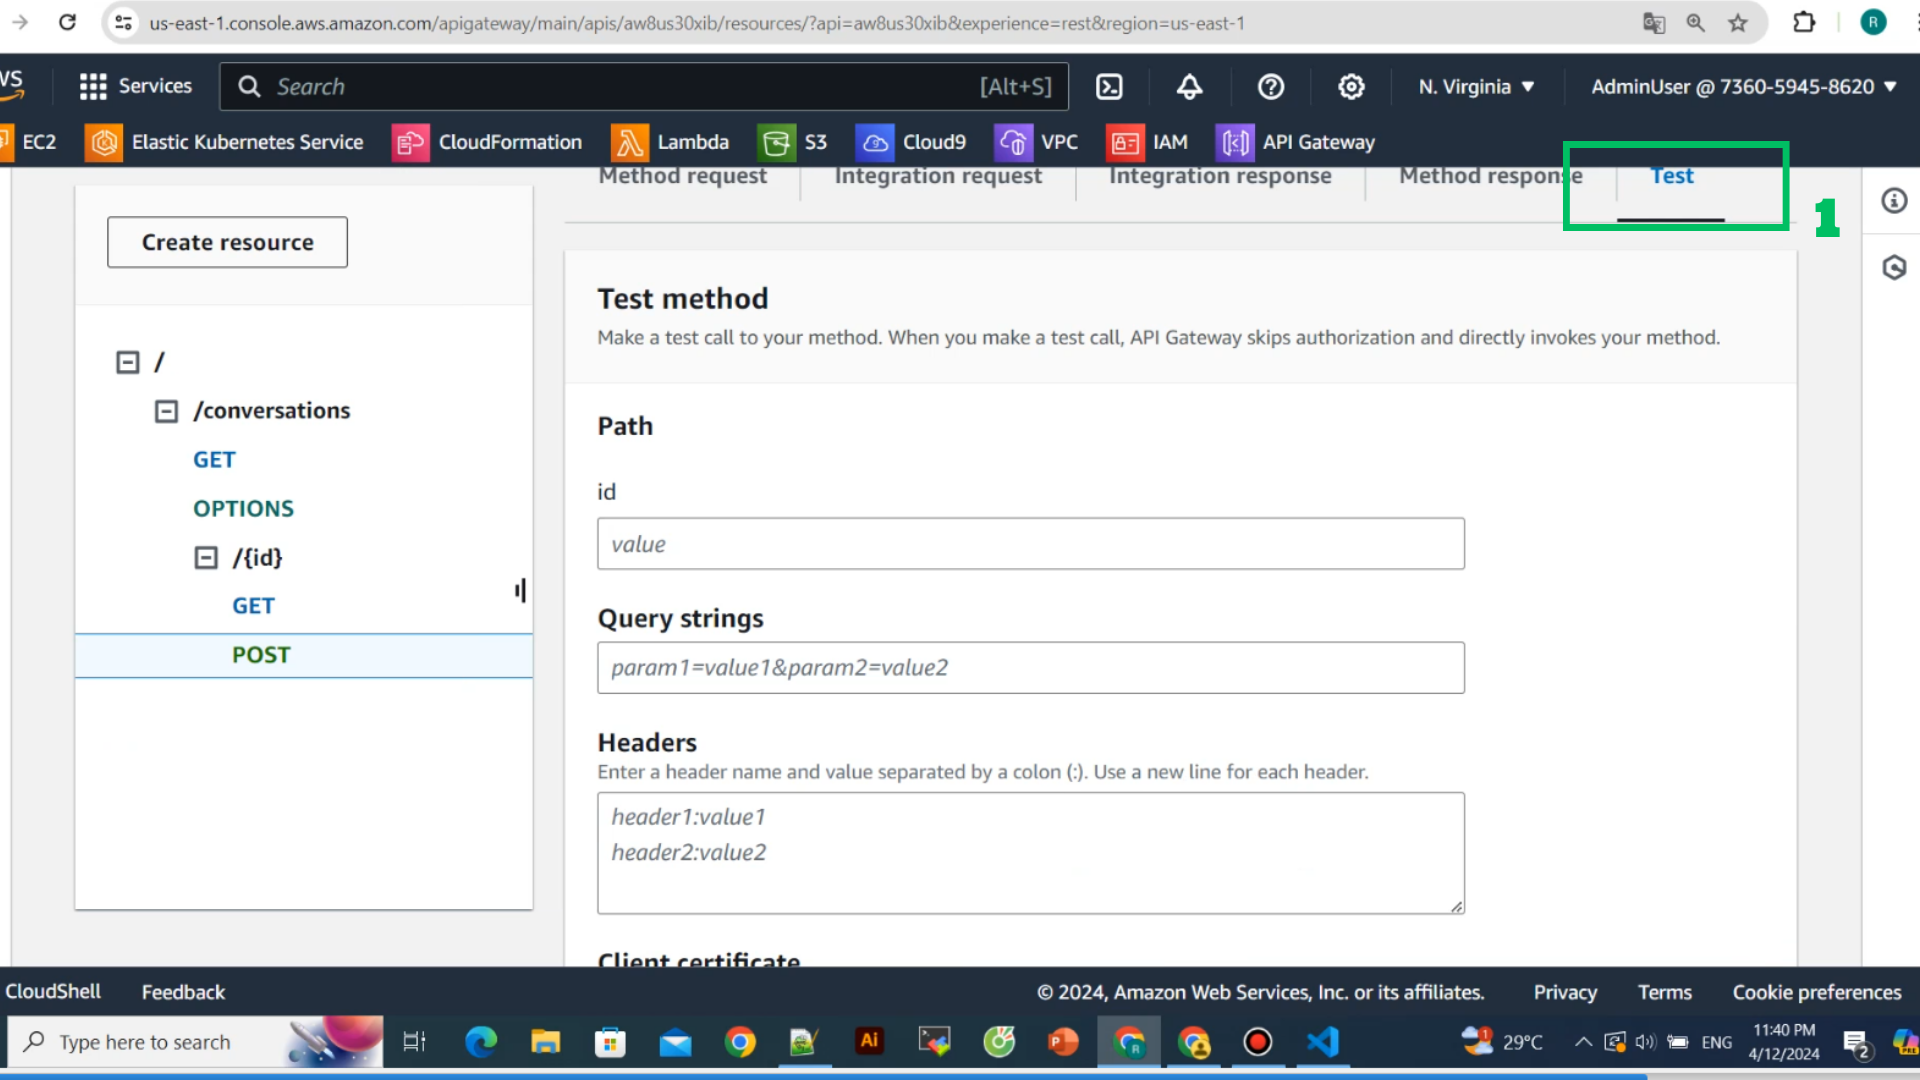 us-east-1.console.aws.amazon.com/apigateway/main/apis/aw8us30xib/resources/?api=aw8us30xib&experience=rest&region=us-east-1
R
Services
Search
[Alt+S]
N. Virginia
AdminUser @ 7360-5945-8620
EC2
Elastic Kubernetes Service
CloudFormation
Lambda
S3
Cloud9
VPC
IAM
API Gateway
Method request
Integration request
Integration response
Method response
Test
1
Create resource
/
/conversations
GET
OPTIONS
/{id}
GET
POST
Test method
Make a test call to your method. When you make a test call, API Gateway skips authorization and directly invokes your method.
Path
id
value
Query strings
param1=value1&param2=value2
Headers
Enter a header name and value separated by a colon (:). Use a new line for each header.
header1:value1
header2:value2
Client certificate
CloudShell
Feedback
© 2024, Amazon Web Services, Inc. or its affiliates.
Privacy
Terms
Cookie preferences
Type here to search
Ai
29°C
ENG
11:40 PM
4/12/2024
2